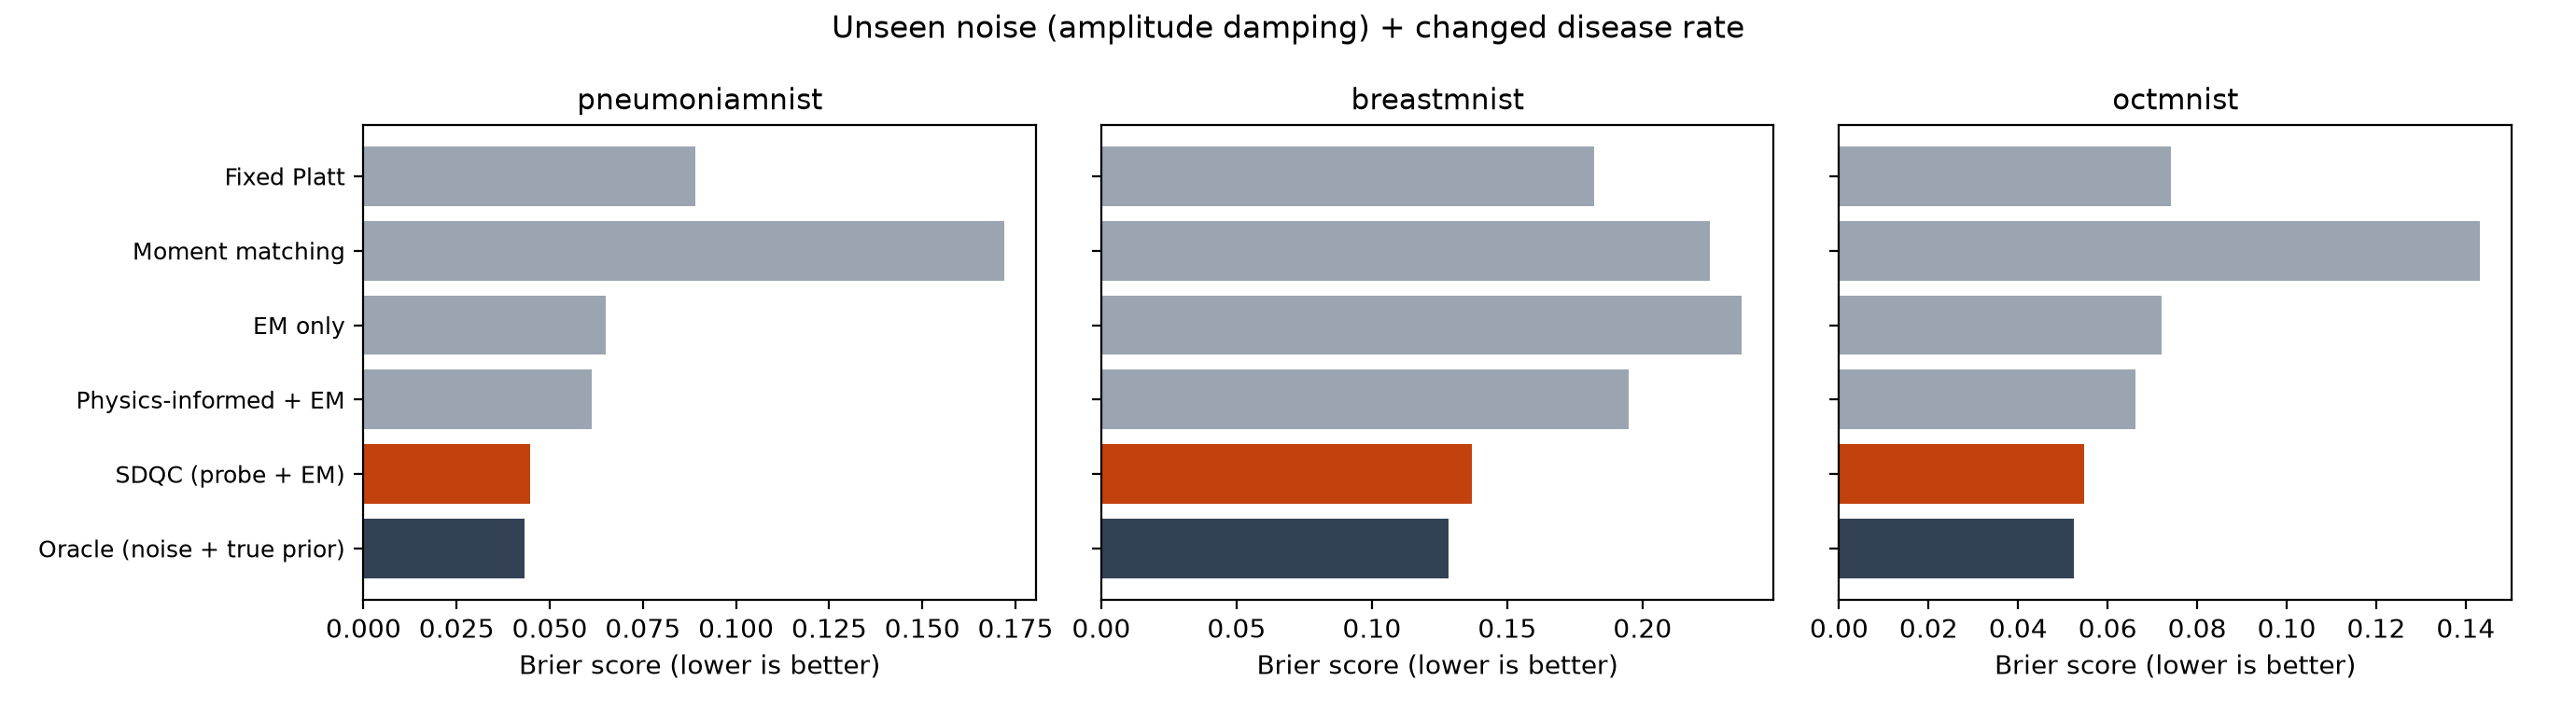 Unseen noise (amplitude damping) + changed disease rate
pneumoniamnist
breastmnist
octmnist
Fixed Platt
Moment matching
EM only
Physics-informed + EM
SDQC (probe + EM)
Oracle (noise + true prior)
0.000 0.025 0.050 0.075 0.100 0.125 0.150 0.175
0.00 0.05 0.10 0.15 0.20
0.00 0.02 0.04 0.06 0.08 0.10 0.12 0.14
Brier score (lower is better)
Brier score (lower is better)
Brier score (lower is better)